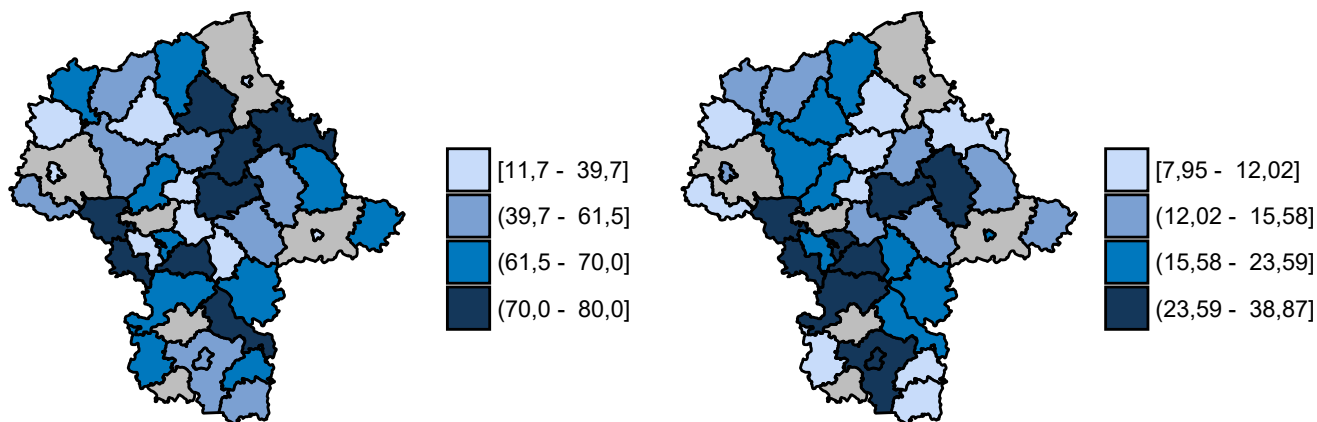 [11,7 - 39,7]
(39,7 - 61,5]
(61,5 - 70,0]
(70,0 - 80,0]
[7,95 - 12,02]
(12,02 - 15,58]
(15,58 - 23,59]
(23,59 - 38,87]